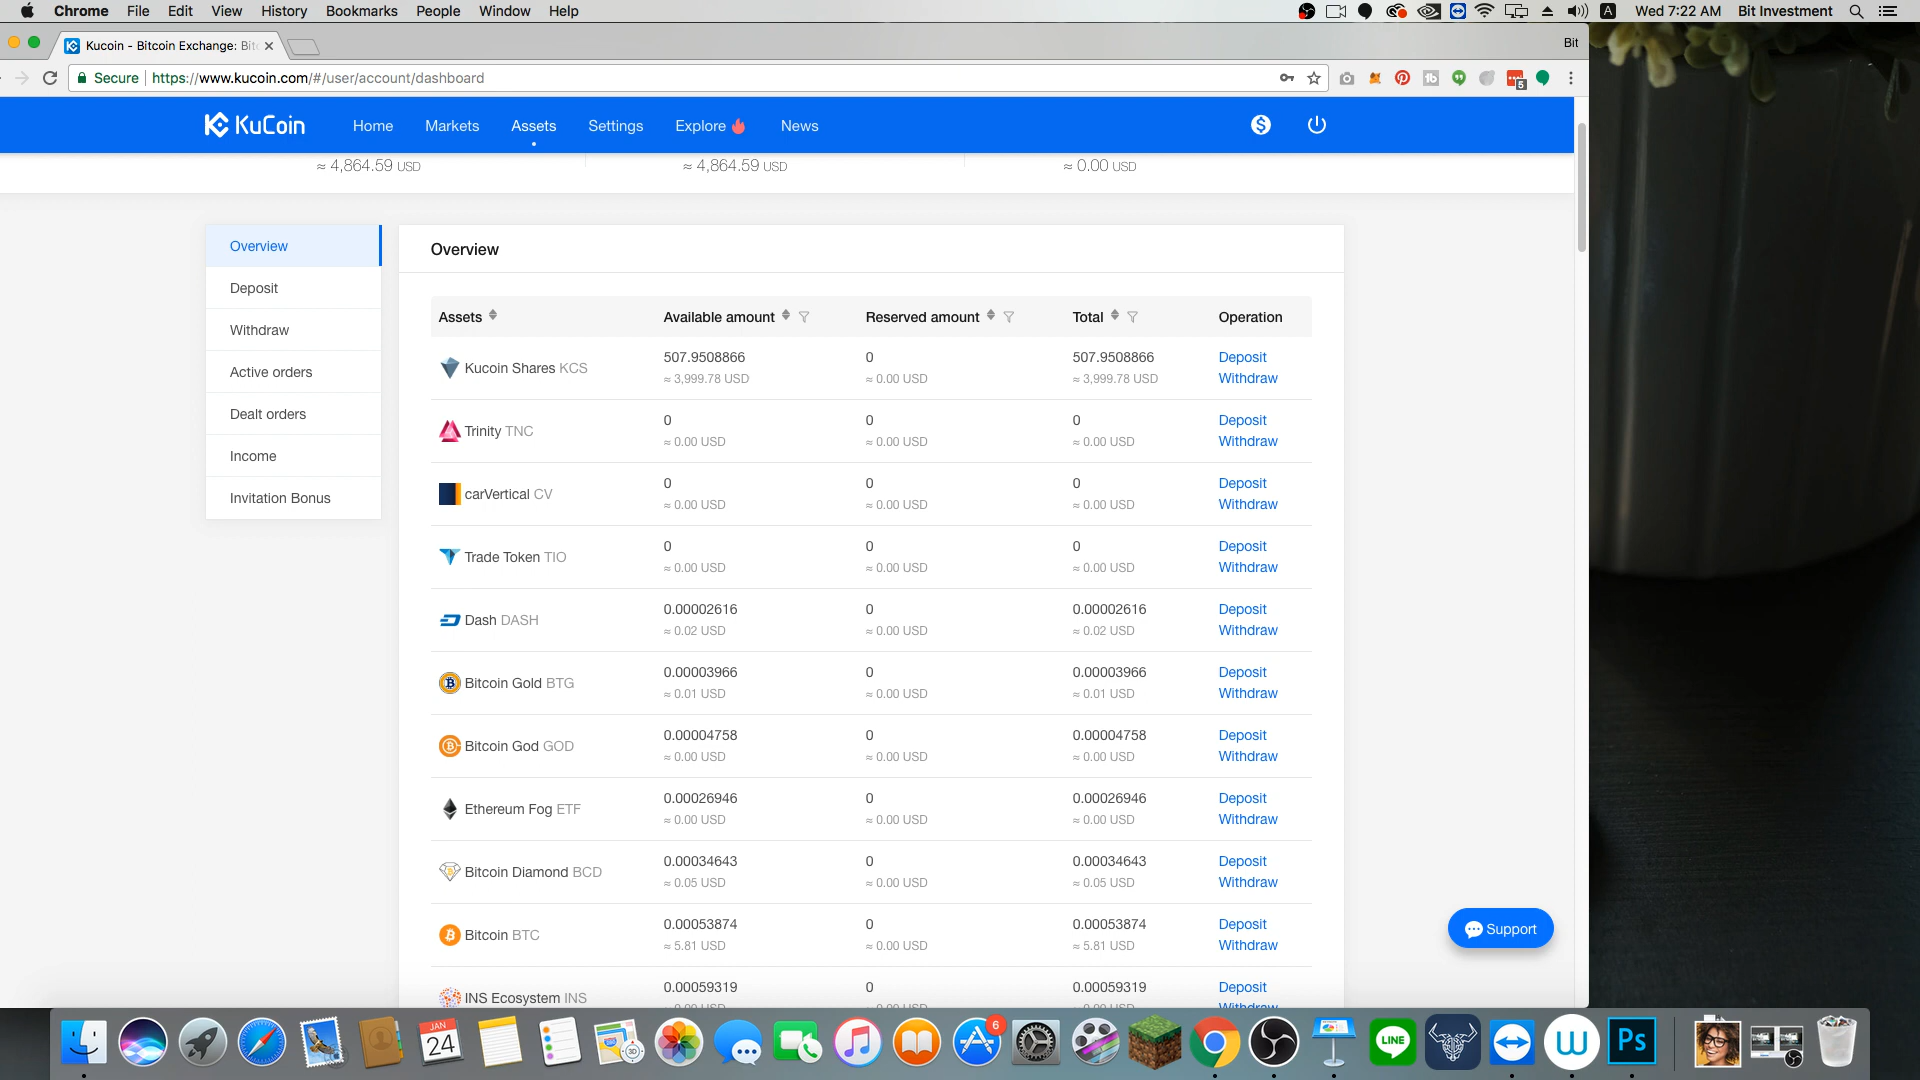 Chrome File Edit View History Bookmarks People Window Help
A Wed 7:22 AM Bit Investment
Kucoin - Bitcoin Exchange: Bit
Bit
Secure https://www.kucoin.com/#/user/account/dashboard
5
KuCoin Home Markets Assets Settings Explore News
≈ 4,864.59 USD ≈ 4,864.59 USD ≈ 0.00 USD
Overview
Deposit
Withdraw
Active orders
Dealt orders
Income
Invitation Bonus
Overview
Assets Available amount Reserved amount Total Operation
Kucoin Shares KCS 507.9508866 0 507.9508866 Deposit
≈ 3,999.78 USD ≈ 0.00 USD ≈ 3,999.78 USD Withdraw
Trinity TNC 0 0 0 Deposit
≈ 0.00 USD ≈ 0.00 USD ≈ 0.00 USD Withdraw
carVertical CV 0 0 0 Deposit
≈ 0.00 USD ≈ 0.00 USD ≈ 0.00 USD Withdraw
Trade Token TIO 0 0 0 Deposit
≈ 0.00 USD ≈ 0.00 USD ≈ 0.00 USD Withdraw
Dash DASH 0.00002616 0 0.00002616 Deposit
≈ 0.02 USD ≈ 0.00 USD ≈ 0.02 USD Withdraw
Bitcoin Gold BTG 0.00003966 0 0.00003966 Deposit
≈ 0.01 USD ≈ 0.00 USD ≈ 0.01 USD Withdraw
Bitcoin God GOD 0.00004758 0 0.00004758 Deposit
≈ 0.00 USD ≈ 0.00 USD ≈ 0.00 USD Withdraw
Ethereum Fog ETF 0.00026946 0 0.00026946 Deposit
≈ 0.00 USD ≈ 0.00 USD ≈ 0.00 USD Withdraw
Bitcoin Diamond BCD 0.00034643 0 0.00034643 Deposit
≈ 0.05 USD ≈ 0.00 USD ≈ 0.05 USD Withdraw
Bitcoin BTC 0.00053874 0 0.00053874 Deposit
≈ 5.81 USD ≈ 0.00 USD ≈ 5.81 USD Withdraw
INS Ecosystem INS 0.00059319 0 0.00059319 Deposit
Support
JAN
24
3D
6
LINE
W
Ps